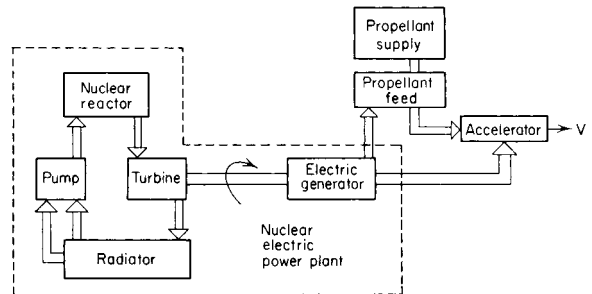 Propellant
supply
Nuclear
reactor
Propellant
feed
Accelerator
V
Pump
Turbine
Electric
generator
Nuclear
electric
power plant
Radiator